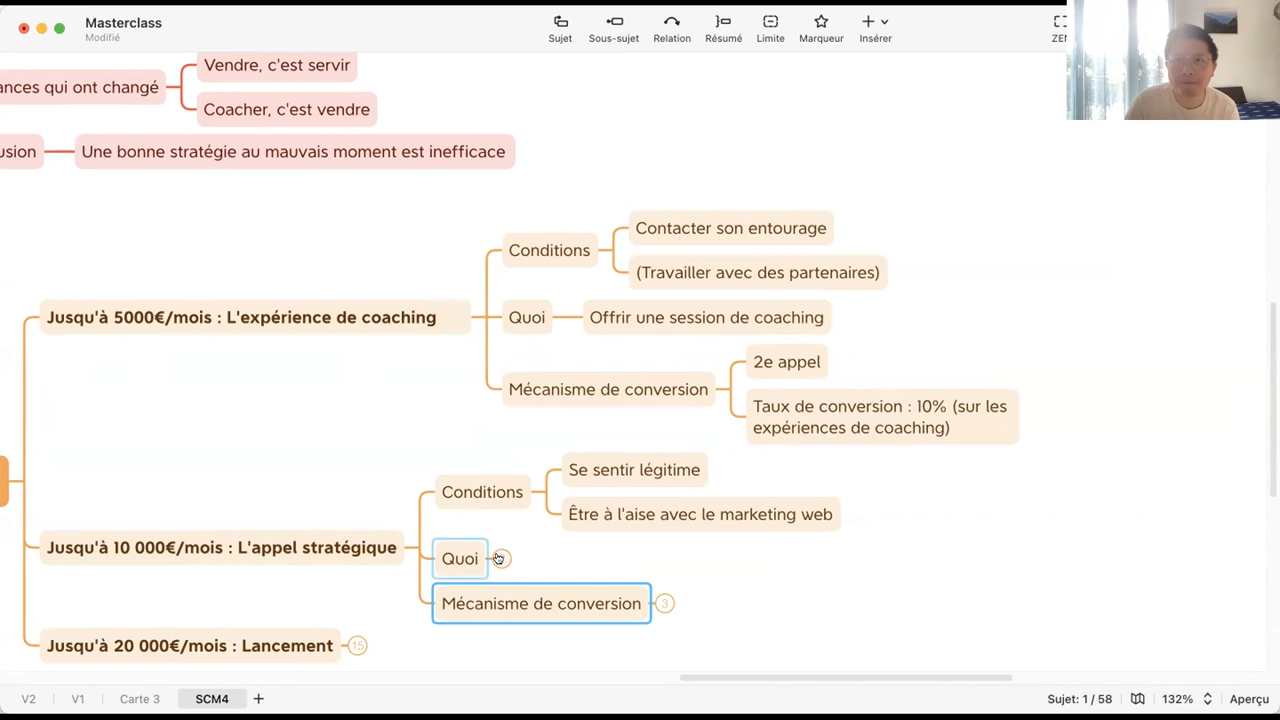 Masterclass
Modifié
Sujet
Sous-sujet
Relation
Résumé
Limite
Marqueur
Insérer
Vendre, c'est servir
ances qui ont changé
Coacher, c'est vendre
usion
Une bonne stratégie au mauvais moment est inefficace
Contacter son entourage
Conditions
(Travailler avec des partenaires)
Jusqu'à 5000€/mois : L'expérience de coaching
Quoi
Offrir une session de coaching
2e appel
Mécanisme de conversion
Taux de conversion : 10% (sur les
expériences de coaching)
Se sentir légitime
Conditions
Être à l'aise avec le marketing web
Jusqu'à 10 000€/mois : L'appel stratégique
Quoi
Mécanisme de conversion
3
Jusqu'à 20 000€/mois : Lancement
15
V2
V1
Carte 3
SCM4
Sujet: 1 / 58
132%
Aperçu